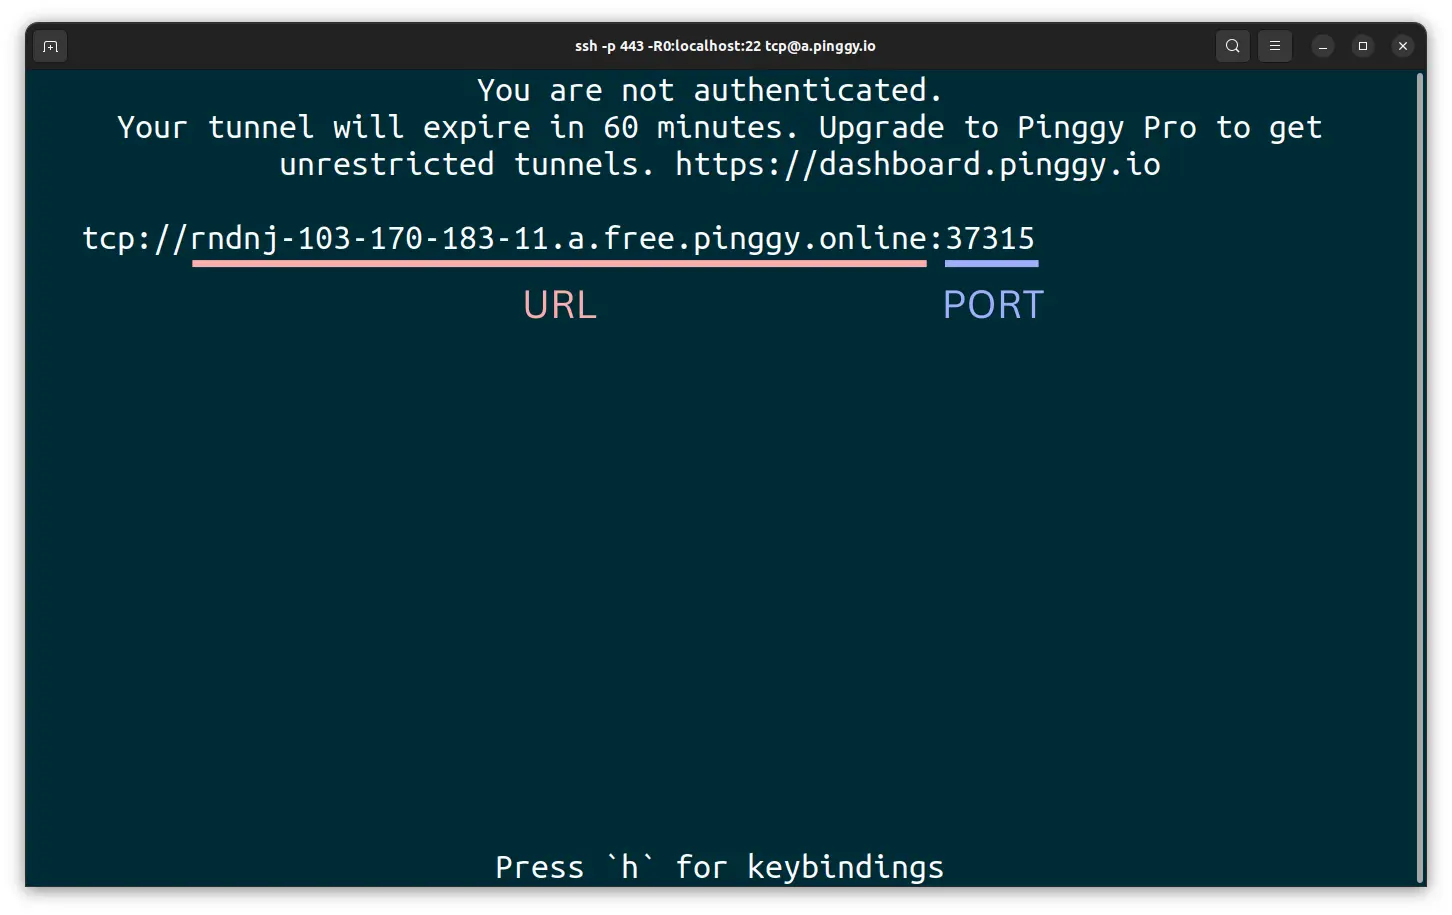 ssh -p 443 -R0:localhost:22 tcp@a.pinggy.io
You are not authenticated.
Your tunnel will expire in 60 minutes. Upgrade to Pinggy Pro to get
unrestricted tunnels. https://dashboard.pinggy.io
tcp://rndnj-103-170-183-11.a.free.pinggy.online:37315
URL PORT
Press `h` for keybindings